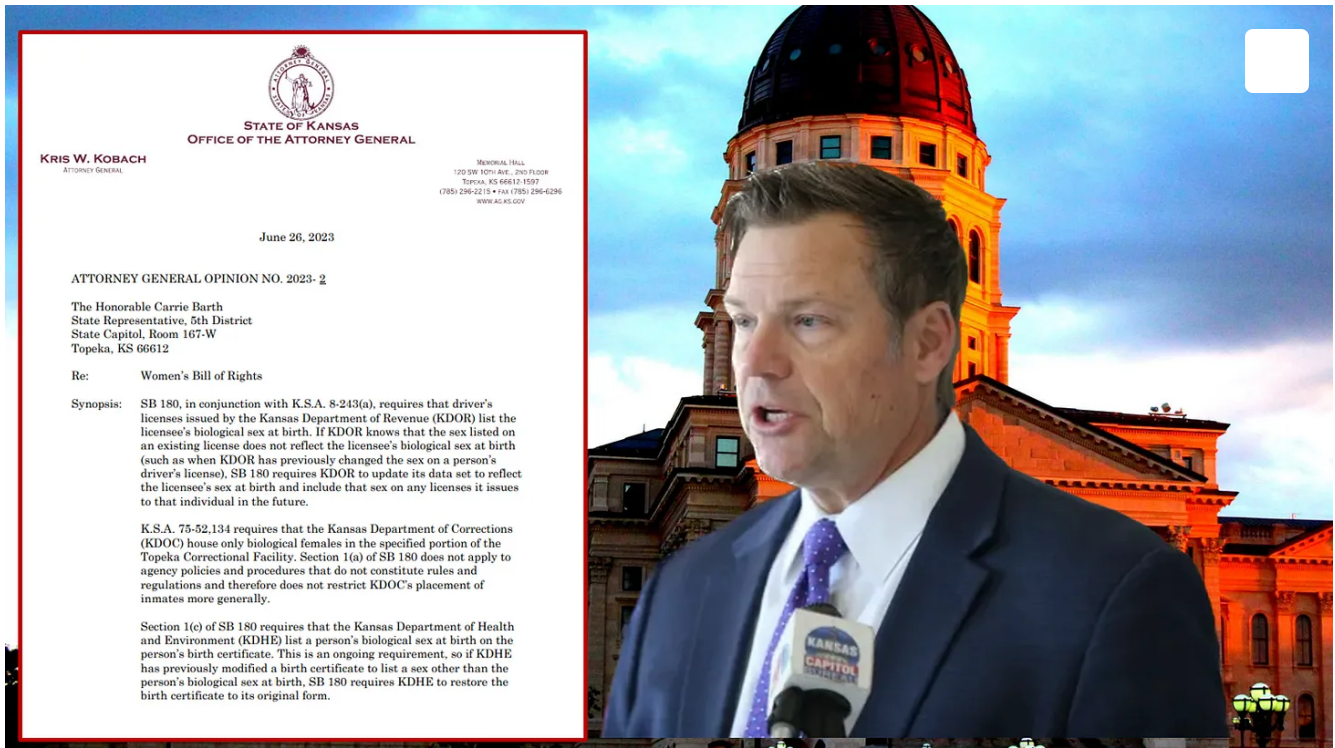 STATE OF KANSAS
OFFICE OF THE ATTORNEY GENERAL
KRIS W. KOBACH
ATTORNEY GENERAL
MEMORIAL HALL
120 SW 10TH AVE., 2ND FLOOR
TOPEKA, KS 66612-1597
(785) 296-2215 • FAX (785) 296-6296
WWW.AG.KS.GOV
June 26, 2023
ATTORNEY GENERAL OPINION NO. 2023- 2
The Honorable Carrie Barth
State Representative, 5th District
State Capitol, Room 167-W
Topeka, KS 66612
Re: Women's Bill of Rights
Synopsis: SB 180, in conjunction with K.S.A. 8-243(a), requires that driver's
licenses issued by the Kansas Department of Revenue (KDOR) list the
licensee's biological sex at birth. If KDOR knows that the sex listed on
an existing license does not reflect the licensee's biological sex at birth
(such as when KDOR has previously changed the sex on a person's
driver's license), SB 180 requires KDOR to update its data set to reflect
the licensee's sex at birth and include that sex on any licenses it issues
to that individual in the future.
K.S.A. 75-52,134 requires that the Kansas Department of Corrections
(KDOC) house only biological females in the specified portion of the
Topeka Correctional Facility. Section 1(a) of SB 180 does not apply to
agency policies and procedures that do not constitute rules and
regulations and therefore does not restrict KDOC's placement of
inmates more generally.
Section 1(c) of SB 180 requires that the Kansas Department of Health
and Environment (KDHE) list a person's biological sex at birth on the
person's birth certificate. This is an ongoing requirement, so if KDHE
has previously modified a birth certificate to list a sex other than the
person's biological sex at birth, SB 180 requires KDHE to restore the
birth certificate to its original form.
KANSAS
CAPITOL
BUREAU